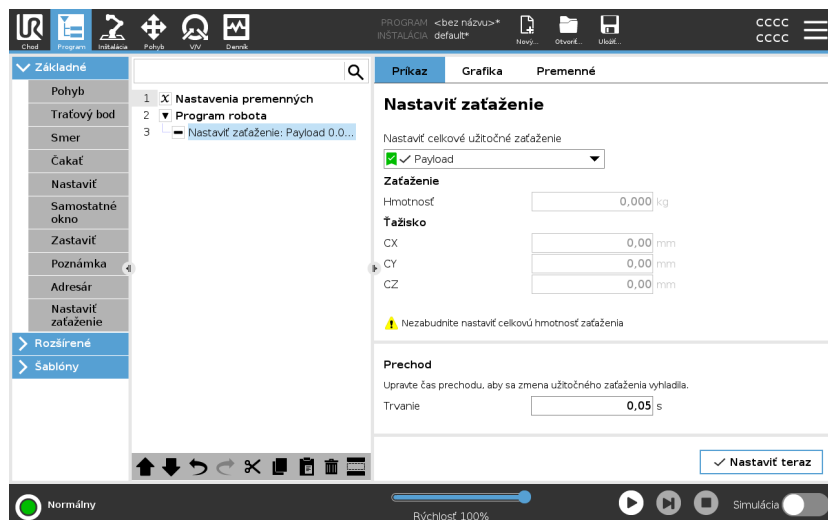 UR
Chod
Program
Inštalácia
Pohyb
V/V
Denník
PROGRAM <bez názvu>*
INŠTALÁCIA default*
Nový...
Otvoriť...
Uložiť...
CCCC
CCCC
Základné
Pohyb
Traťový bod
Smer
Čakať
Nastaviť
Samostatné
okno
Zastaviť
Poznámka
Adresár
Nastaviť
zaťaženie
Rozšírené
Šablóny
1 X Nastavenia premenných
2 Program robota
3 Nastaviť zaťaženie: Payload 0.0...
Príkaz Grafika Premenné
Nastaviť zaťaženie
Nastaviť celkové užitočné zaťaženie
Payload
Zaťaženie
Hmotnosť 0,000 kg
Ťažisko
CX 0,00 mm
CY 0,00 mm
CZ 0,00 mm
Nezabudnite nastaviť celkovú hmotnosť zaťaženia
Prechod
Upravte čas prechodu, aby sa zmena užitočného zaťaženia vyhladila.
Trvanie 0,05 s
Nastaviť teraz
Normálny
Rýchlosť 100%
Simulácia